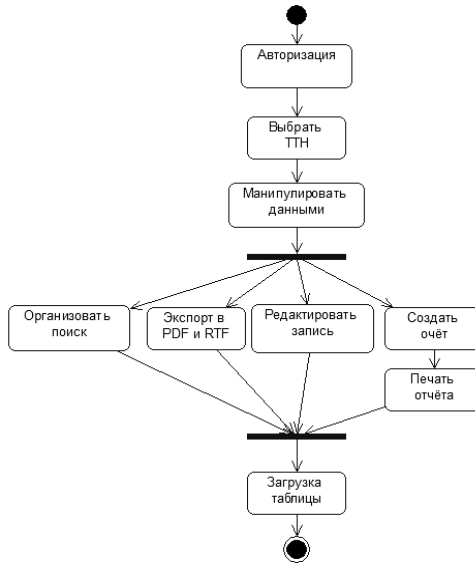 Авторизация
Выбрать
ТТН
Манипулировать
данными
Организовать
поиск
Экспорт в
PDF и RTF
Редактировать
запись
Создать
очёт
Печать
отчёта
Загрузка
таблицы